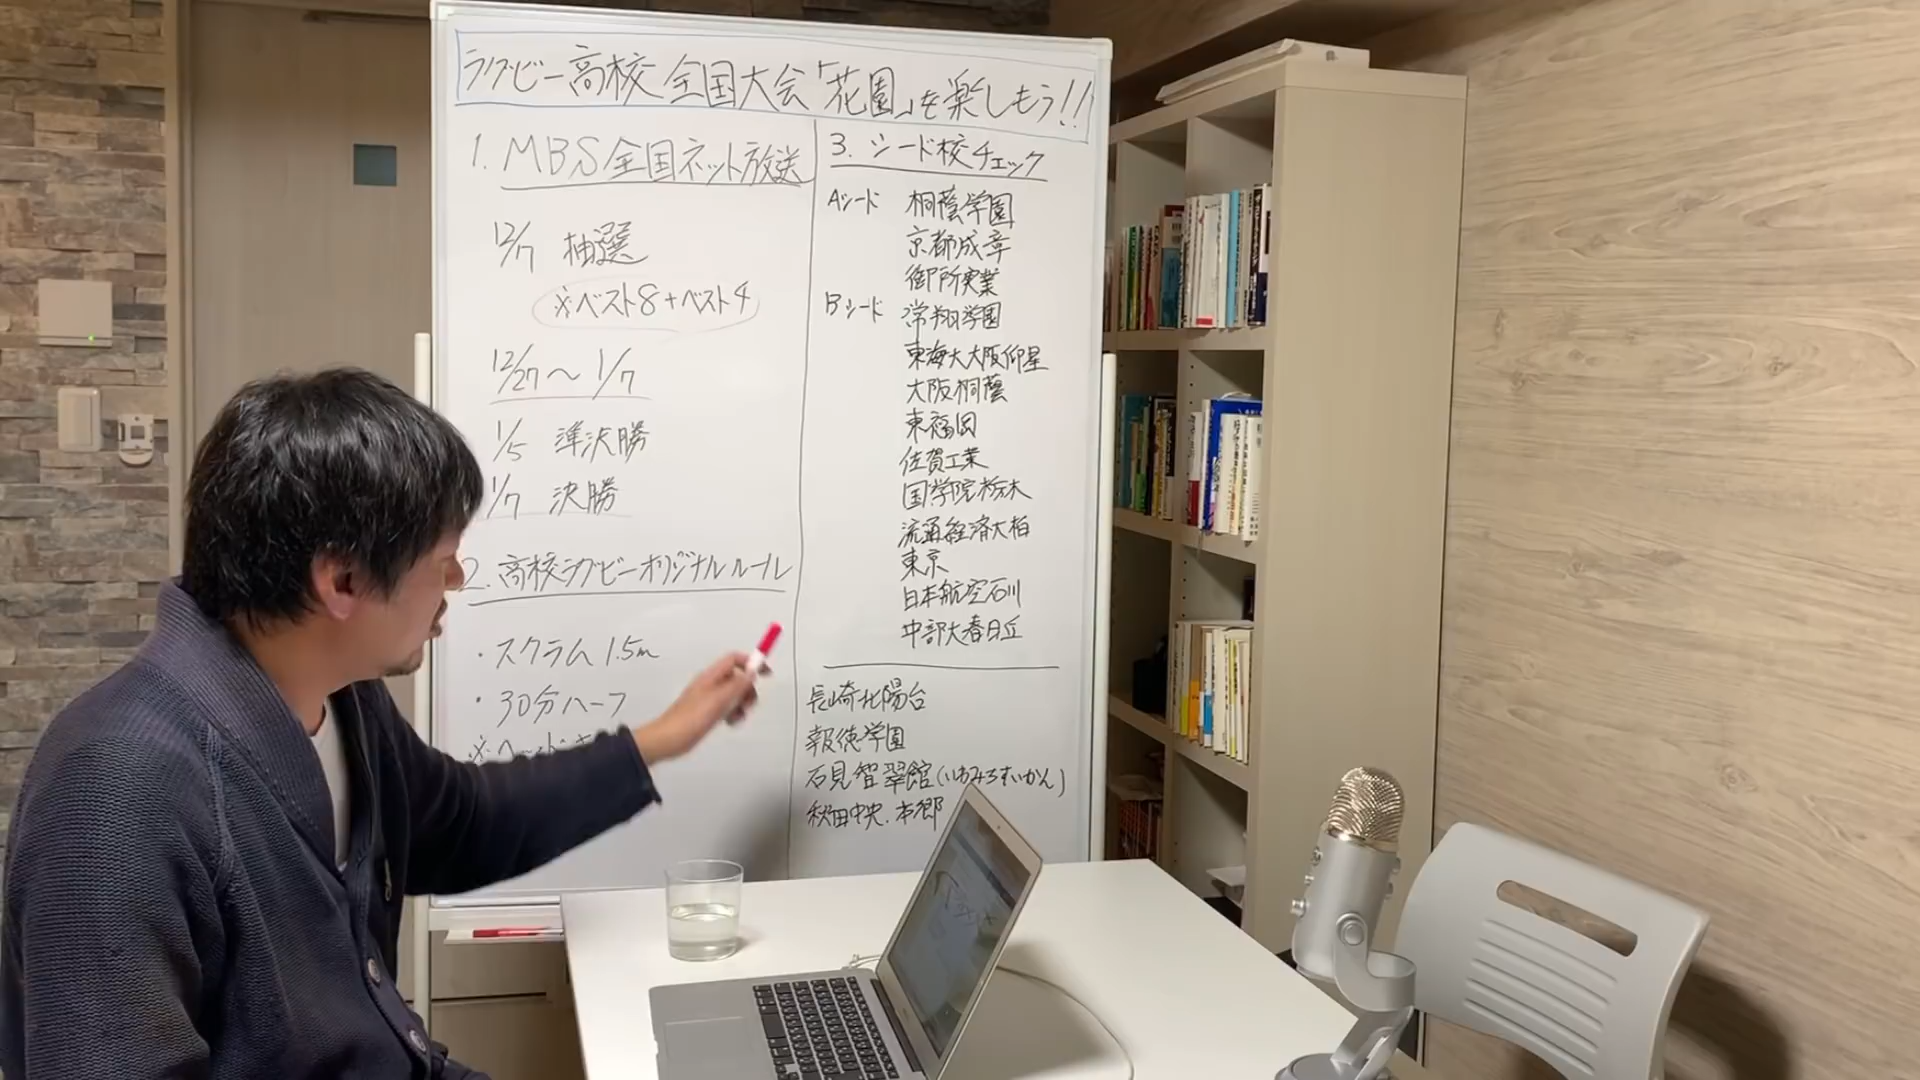 ラグビー高校全国大会「花園」を楽しもう!!
1. MBS全国ネット放送
12/7 抽選
※ベスト8+ベスト4
12/27〜1/7
1/5 準決勝
1/7 決勝
2. 高校ラグビーオリジナルルール
・スクラム1.5m
・30分ハーフ
3. シード校チェック
Aシード 桐蔭学園
京都成章
御所実業
Bシード 常翔学園
東海大大阪仰星
大阪桐蔭
東福岡
佐賀工業
国学院栃木
流通経済大柏
東京
日本航空石川
中部大春日丘
長崎北陽台
報徳学園
石見智翠館(いわみちすいかん)
秋田中央.本郷